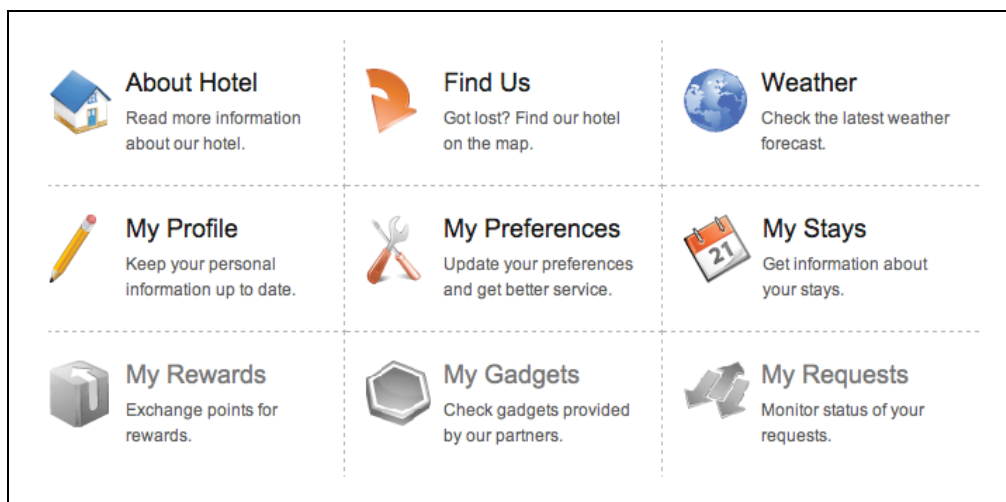 About Hotel
Read more information
about our hotel.
Find Us
Got lost? Find our hotel
on the map.
Weather
Check the latest weather
forecast.
My Profile
Keep your personal
information up to date.
My Preferences
Update your preferences
and get better service.
21
My Stays
Get information about
your stays.
My Rewards
Exchange points for
rewards.
My Gadgets
Check gadgets provided
by our partners.
My Requests
Monitor status of your
requests.